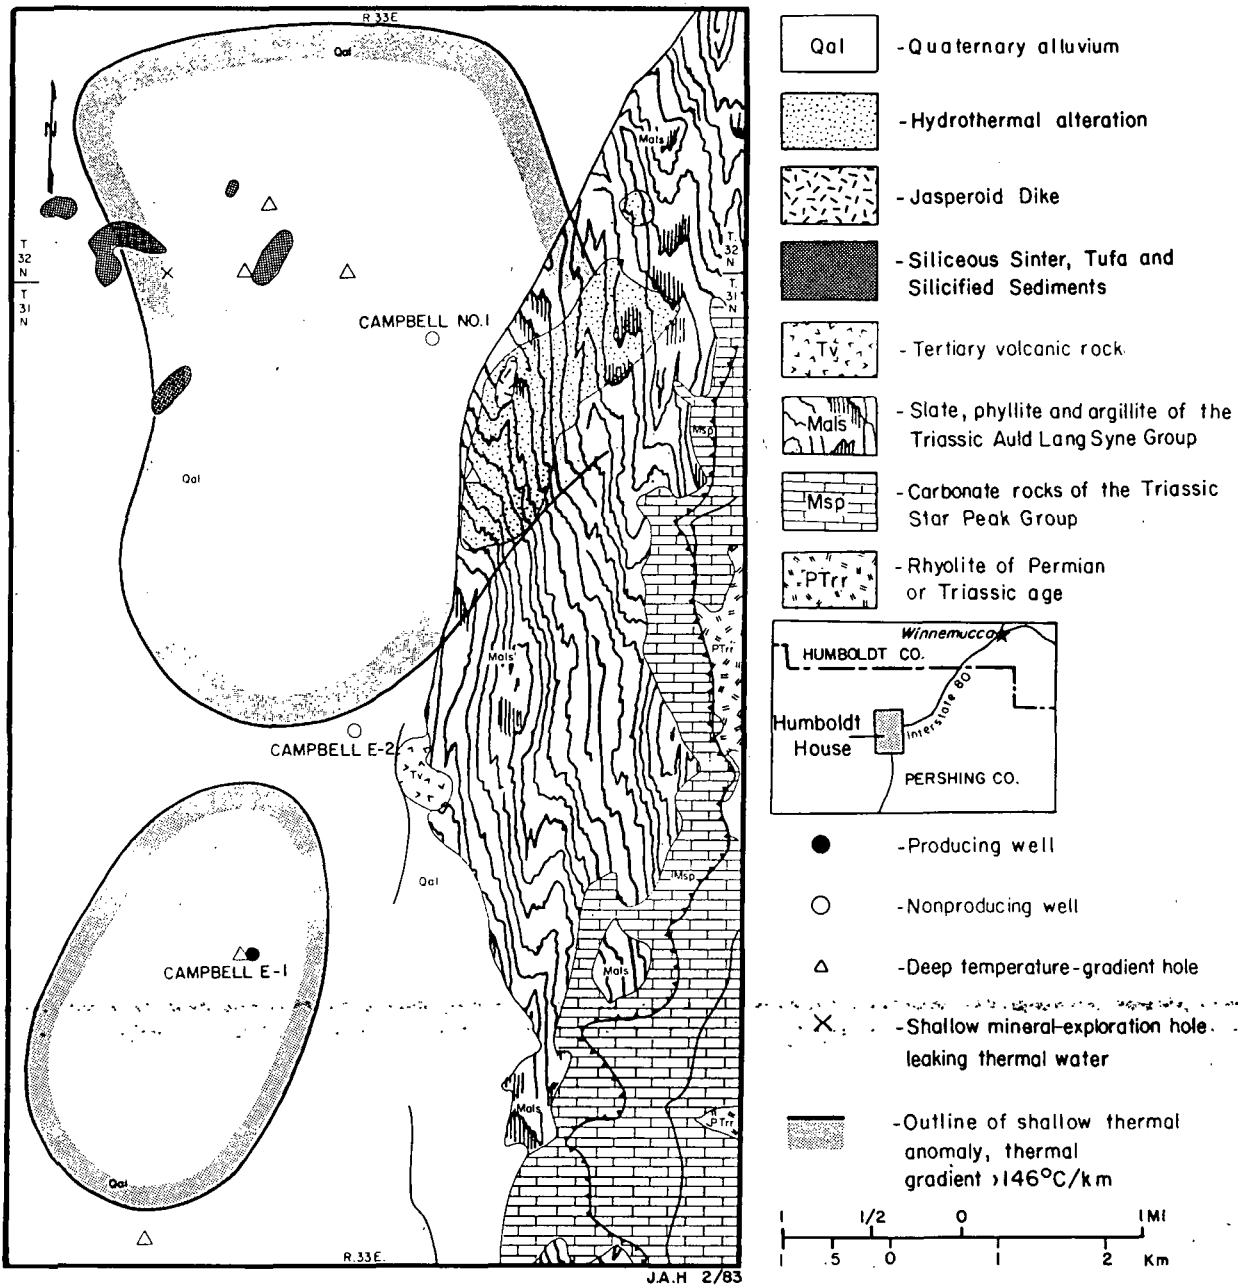 R.33E
Qal
N
Mals
T
32
N
T
31
N
T.
32
N
T.
31
N
CAMPBELL NO.1
Msp
Qal
Mals
PTrr
CAMPBELL E-2
Tv
Qal
Msp
CAMPBELL E-1
Mals
Mals
PTrr
Qal
R.33E.
J.A.H 2/83
Qal
-Quaternary alluvium
-Hydrothermal alteration
-Jasperoid Dike
-Siliceous Sinter, Tufa and
Silicified Sediments
Tv
-Tertiary volcanic rock
Mals
-Slate, phyllite and argillite of the
Triassic Auld Lang Syne Group
Msp
-Carbonate rocks of the Triassic
Star Peak Group
PTrr
-Rhyolite of Permian
or Triassic age
Winnemucca
HUMBOLDT CO.
Interstate 80
Humboldt
House
PERSHING CO.
-Producing well
-Nonproducing well
-Deep temperature-gradient hole
-Shallow mineral-exploration hole
leaking thermal water
-Outline of shallow thermal
anomaly, thermal
gradient >146°C/km
1 1/2 0 1 MI
1 .5 0 1 2 Km